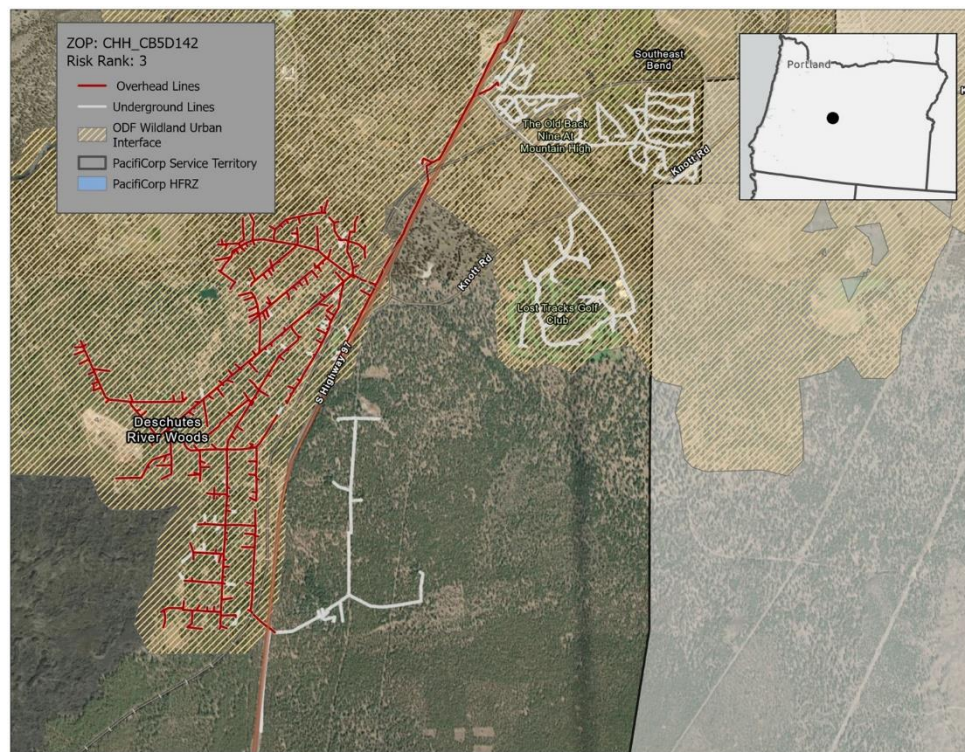 ZOP: CHH_CB5D142
Risk Rank: 3
Overhead Lines
Underground Lines
ODF Wildland Urban
Interface
PacifiCorp Service Territory
PacifiCorp HFRZ
Portland
Southeast
Bend
K
The Old Back
Nine At
Mountain High
Knott Rd
Knott Rd
Lost Tracks Golf
Club
S Highway 97
Deschutes
River Woods